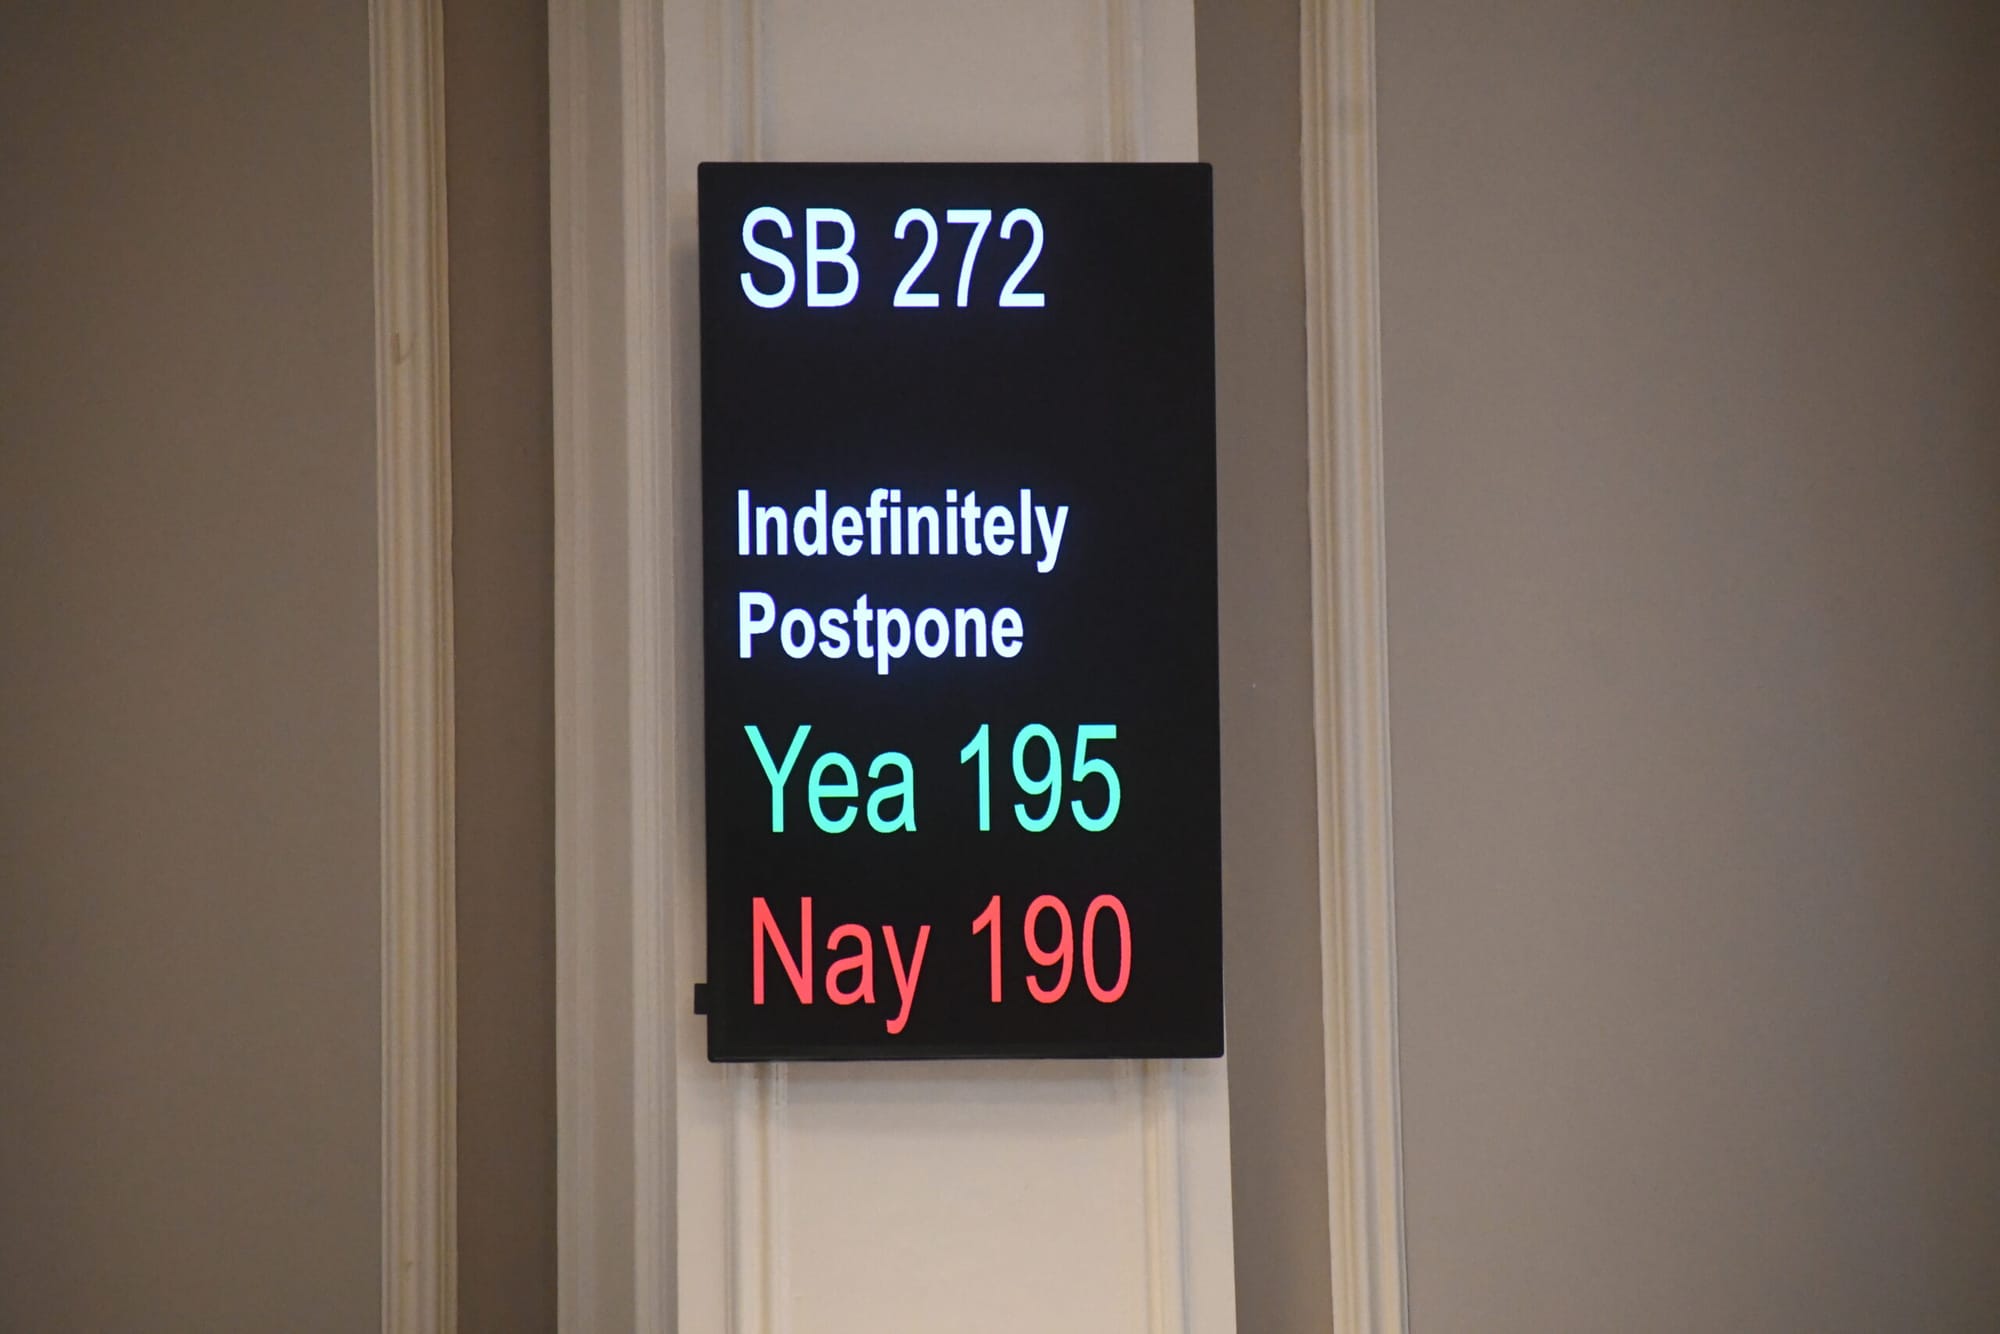 SB 272
Indefinitely
Postpone
Yea 195
Nay 190